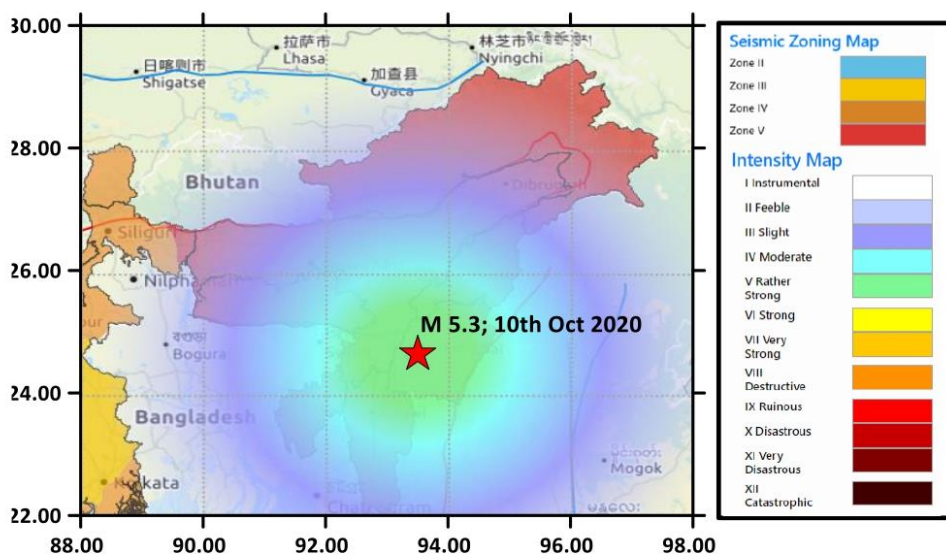 30.00
28.00
26.00
24.00
22.00
88.00
90.00
92.00
94.00
96.00
98.00
拉萨市
Lhasa
林芝市
Nyingchi
日喀则市
Shigatse
加查县
Gyaca
Bhutan
Dibrugarh
Siliguri
Nilphamari
Bogura
Bangladesh
Kolkata
Mogok
M 5.3; 10th Oct 2020
Seismic Zoning Map
Zone II
Zone III
Zone IV
Zone V
Intensity Map
I Instrumental
II Feeble
III Slight
IV Moderate
V Rather
Strong
VI Strong
VII Very
Strong
VIII
Destructive
IX Ruinous
X Disastrous
XI Very
Disastrous
XII
Catastrophic